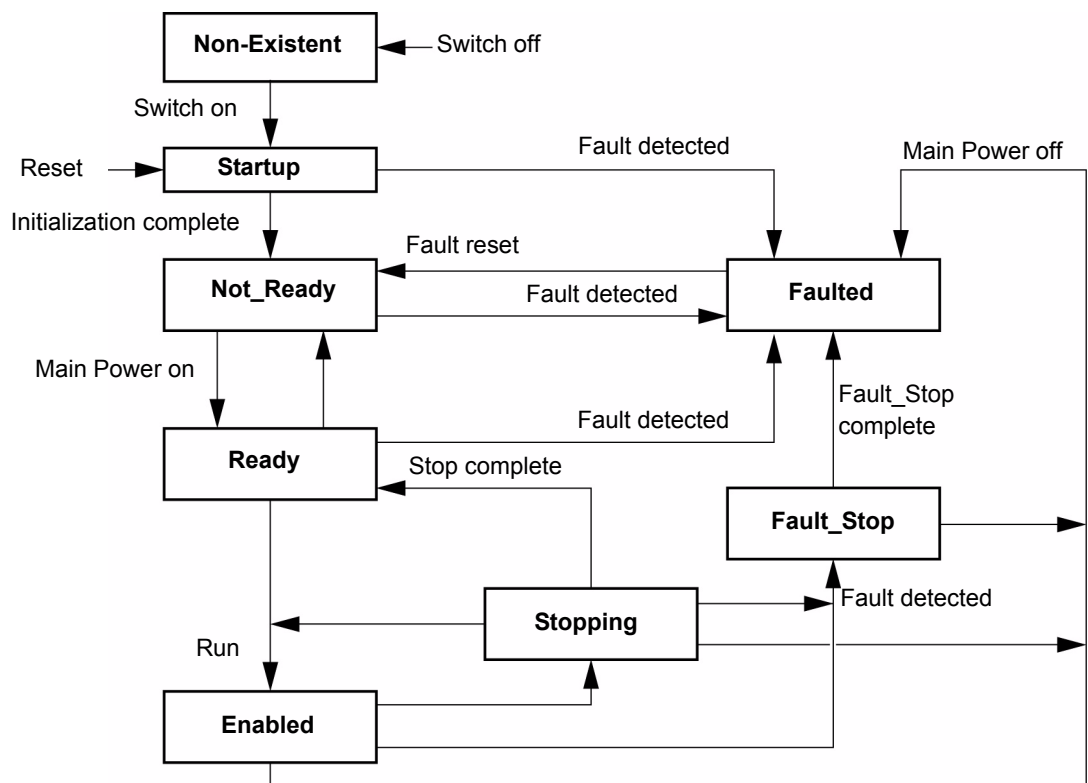 Non-Existent
Switch off
Switch on
Reset
Startup
Fault detected
Main Power off
Initialization complete
Fault reset
Not_Ready
Fault detected
Faulted
Main Power on
Fault_Stop
complete
Fault detected
Ready
Stop complete
Fault_Stop
Stopping
Fault detected
Run
Enabled